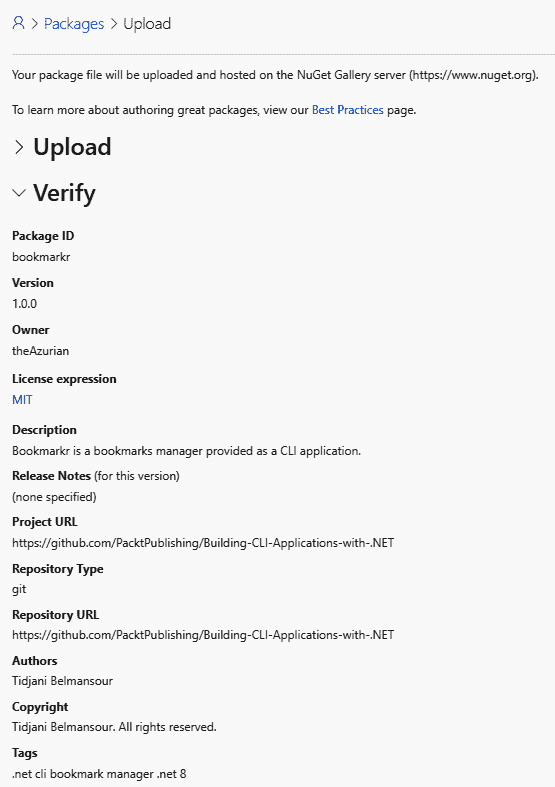 Packages > Upload
Your package file will be uploaded and hosted on the NuGet Gallery server (https://www.nuget.org).
To learn more about authoring great packages, view our Best Practices page.
Upload
Verify
Package ID
bookmarkr
Version
1.0.0
Owner
theAzurian
License expression
MIT
Description
Bookmarkr is a bookmarks manager provided as a CLI application.
Release Notes (for this version)
(none specified)
Project URL
https://github.com/PacktPublishing/Building-CLI-Applications-with-.NET
Repository Type
git
Repository URL
https://github.com/PacktPublishing/Building-CLI-Applications-with-.NET
Authors
Tidjani Belmansour
Copyright
Tidjani Belmansour. All rights reserved.
Tags
.net cli bookmark manager .net 8